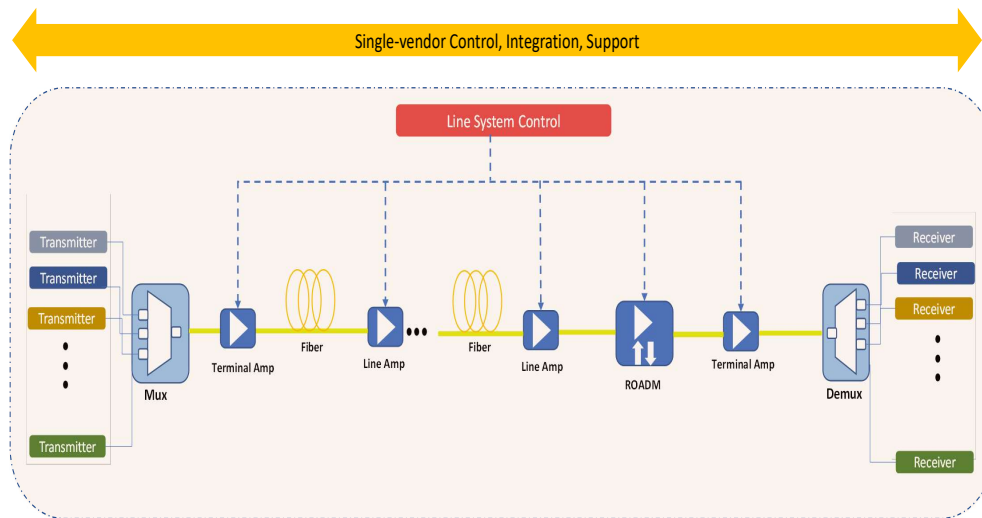 Single-vendor Control, Integration, Support
Line System Control
Transmitter
Transmitter
Transmitter
Transmitter
Mux
Terminal Amp
Fiber
Line Amp
Fiber
Line Amp
ROADM
Terminal Amp
Demux
Receiver
Receiver
Receiver
Receiver